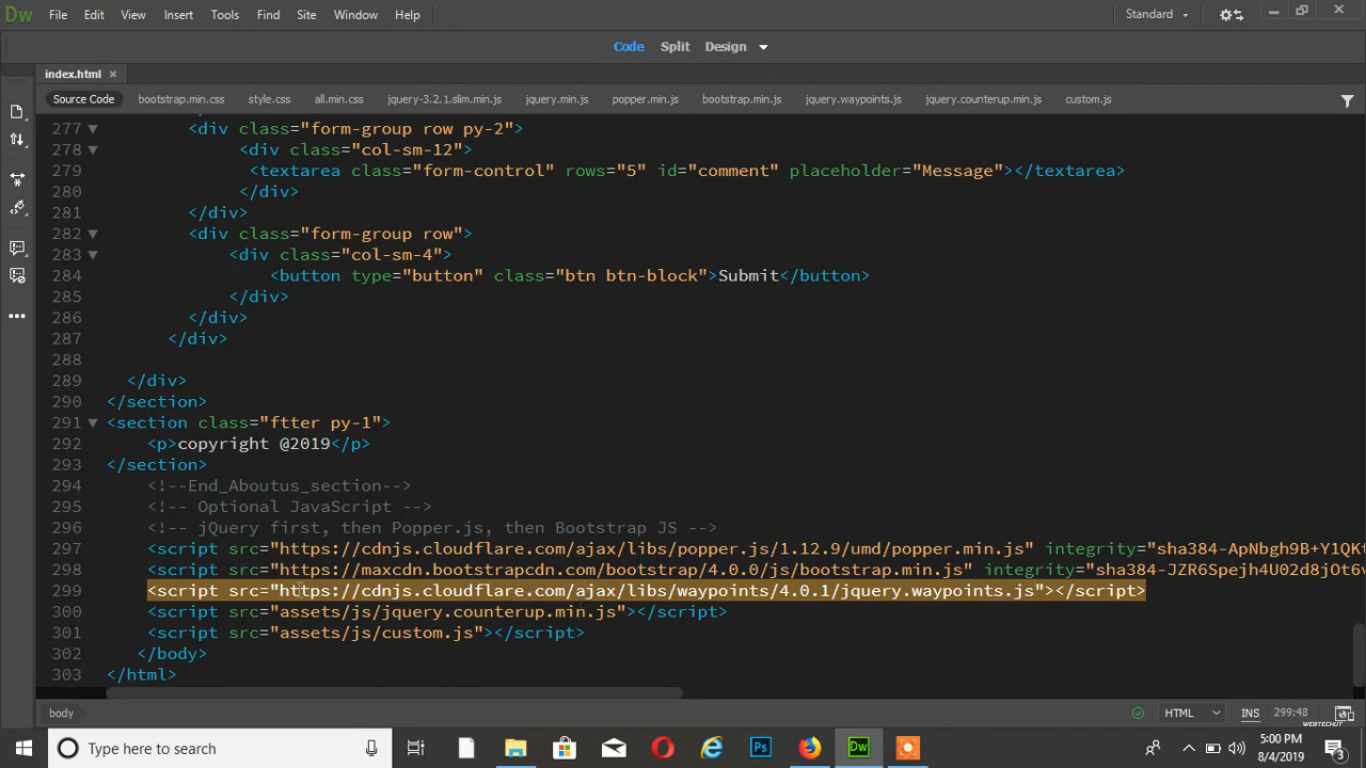 Dw File Edit View Insert Tools Find Site Window Help Standard
Code Split Design
index.html ×
Source Code bootstrap.min.css style.css all.min.css jquery-3.2.1.slim.min.js jquery.min.js popper.min.js bootstrap.min.js jquery.waypoints.js jquery.counterup.min.js custom.js
277 <div class="form-group row py-2">
278 <div class="col-sm-12">
279 <textarea class="form-control" rows="5" id="comment" placeholder="Message"></textarea>
280 </div>
281 </div>
282 <div class="form-group row">
283 <div class="col-sm-4">
284 <button type="button" class="btn btn-block">Submit</button>
285 </div>
286 </div>
287 </div>
288
289 </div>
290 </section>
291 <section class="ftter py-1">
292 <p>copyright @2019</p>
293 </section>
294 <!--End_Aboutus_section-->
295 <!-- Optional JavaScript -->
296 <!-- jQuery first, then Popper.js, then Bootstrap JS -->
297 <script src="https://cdnjs.cloudflare.com/ajax/libs/popper.js/1.12.9/umd/popper.min.js" integrity="sha384-ApNbgh9B+Y1QKt
298 <script src="https://maxcdn.bootstrapcdn.com/bootstrap/4.0.0/js/bootstrap.min.js" integrity="sha384-JZR6Spejh4U02d8jOt6v
299 <script src="https://cdnjs.cloudflare.com/ajax/libs/waypoints/4.0.1/jquery.waypoints.js"></script>
300 <script src="assets/js/jquery.counterup.min.js"></script>
301 <script src="assets/js/custom.js"></script>
302 </body>
303 </html>
body HTML INS 299:48
WEBTECHUT
Type here to search Ps Dw 5:00 PM
8/4/2019 3